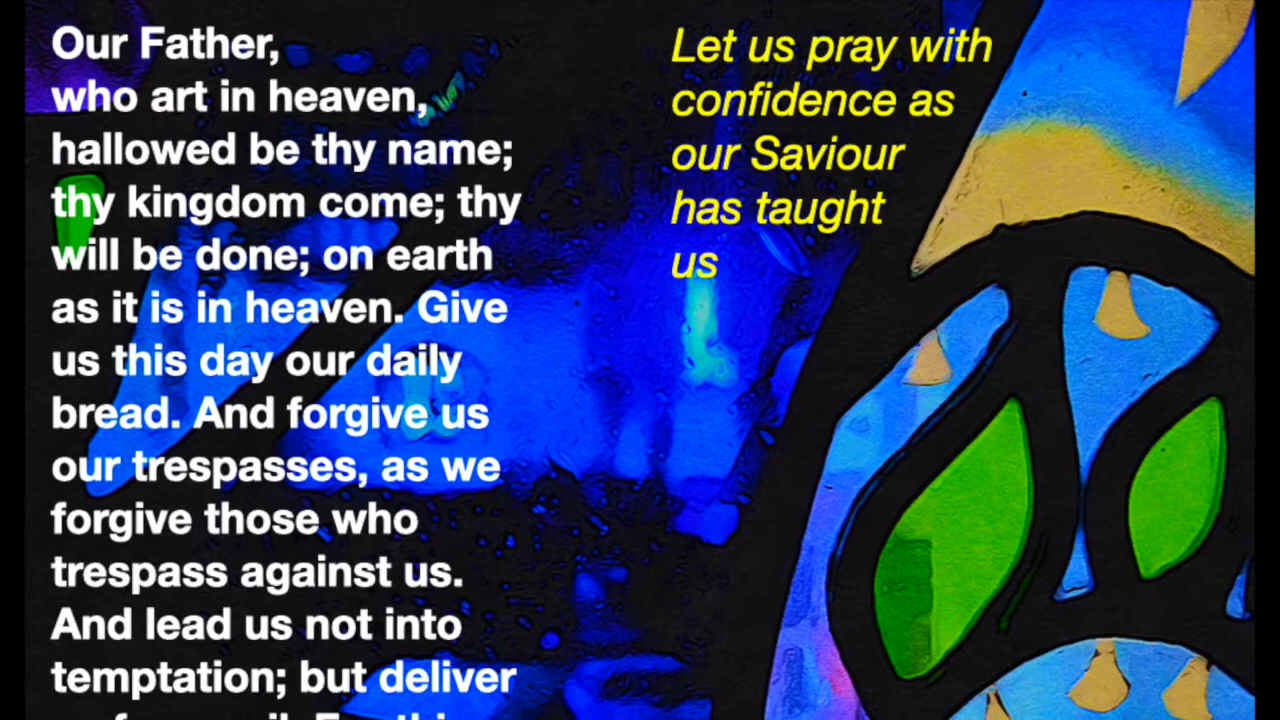 Our Father,
who art in heaven,
hallowed be thy name;
thy kingdom come; thy
will be done; on earth
as it is in heaven. Give
us this day our daily
bread. And forgive us
our trespasses, as we
forgive those who
trespass against us.
And lead us not into
temptation; but deliver
Let us pray with
confidence as
our Saviour
has taught
us